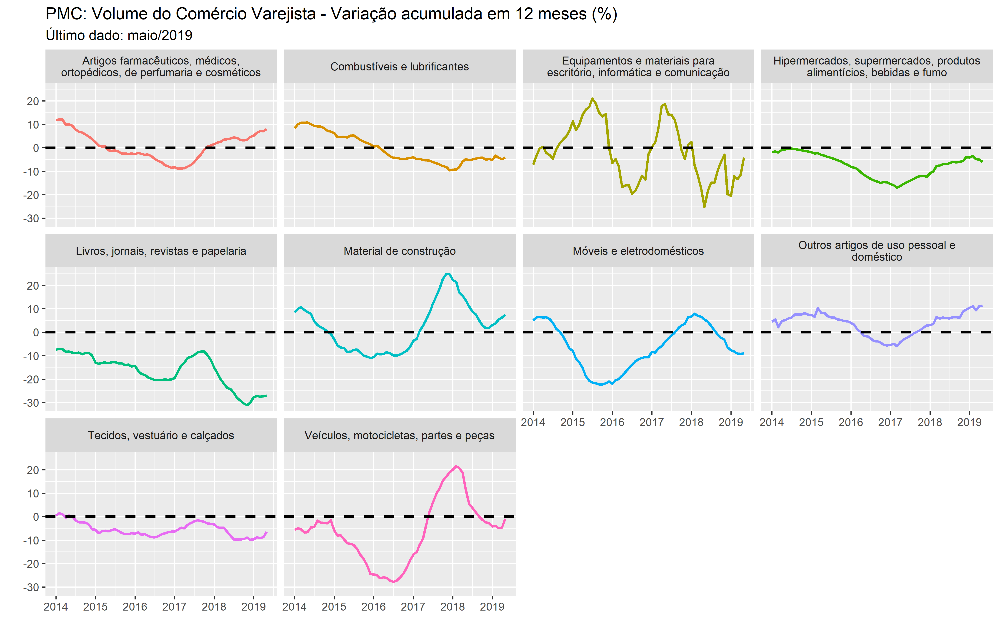 PMC: Volume do Comércio Varejista - Variação acumulada em 12 meses (%)
Último dado: maio/2019
Artigos farmacêuticos, médicos,
ortopédicos, de perfumaria e cosméticos
Combustíveis e lubrificantes
Equipamentos e materiais para
escritório, informática e comunicação
Hipermercados, supermercados, produtos
alimentícios, bebidas e fumo
20
10
0
-10
-20
-30
Livros, jornais, revistas e papelaria
Material de construção
Móveis e eletrodomésticos
Outros artigos de uso pessoal e
doméstico
20
10
0
-10
-20
-30
2014 2015 2016 2017 2018 2019
2014 2015 2016 2017 2018 2019
Tecidos, vestuário e calçados
Veículos, motocicletas, partes e peças
20
10
0
-10
-20
-30
2014 2015 2016 2017 2018 2019
2014 2015 2016 2017 2018 2019